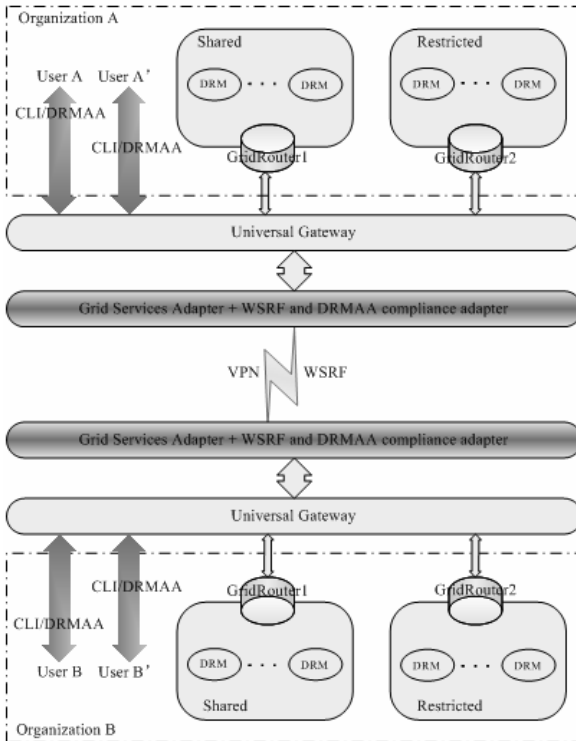 Organization A
Shared
Restricted
User A
User A'
DRM
DRM
DRM
DRM
CLI/DRMAA
CLI/DRMAA
GridRouter1
GridRouter2
Universal Gateway
Grid Services Adapter + WSRF and DRMAA compliance adapter
VPN
WSRF
Grid Services Adapter + WSRF and DRMAA compliance adapter
Universal Gateway
CLI/DRMAA
GridRouter1
GridRouter2
CLI/DRMAA
User B
User B'
DRM
DRM
DRM
DRM
Shared
Restricted
Organization B